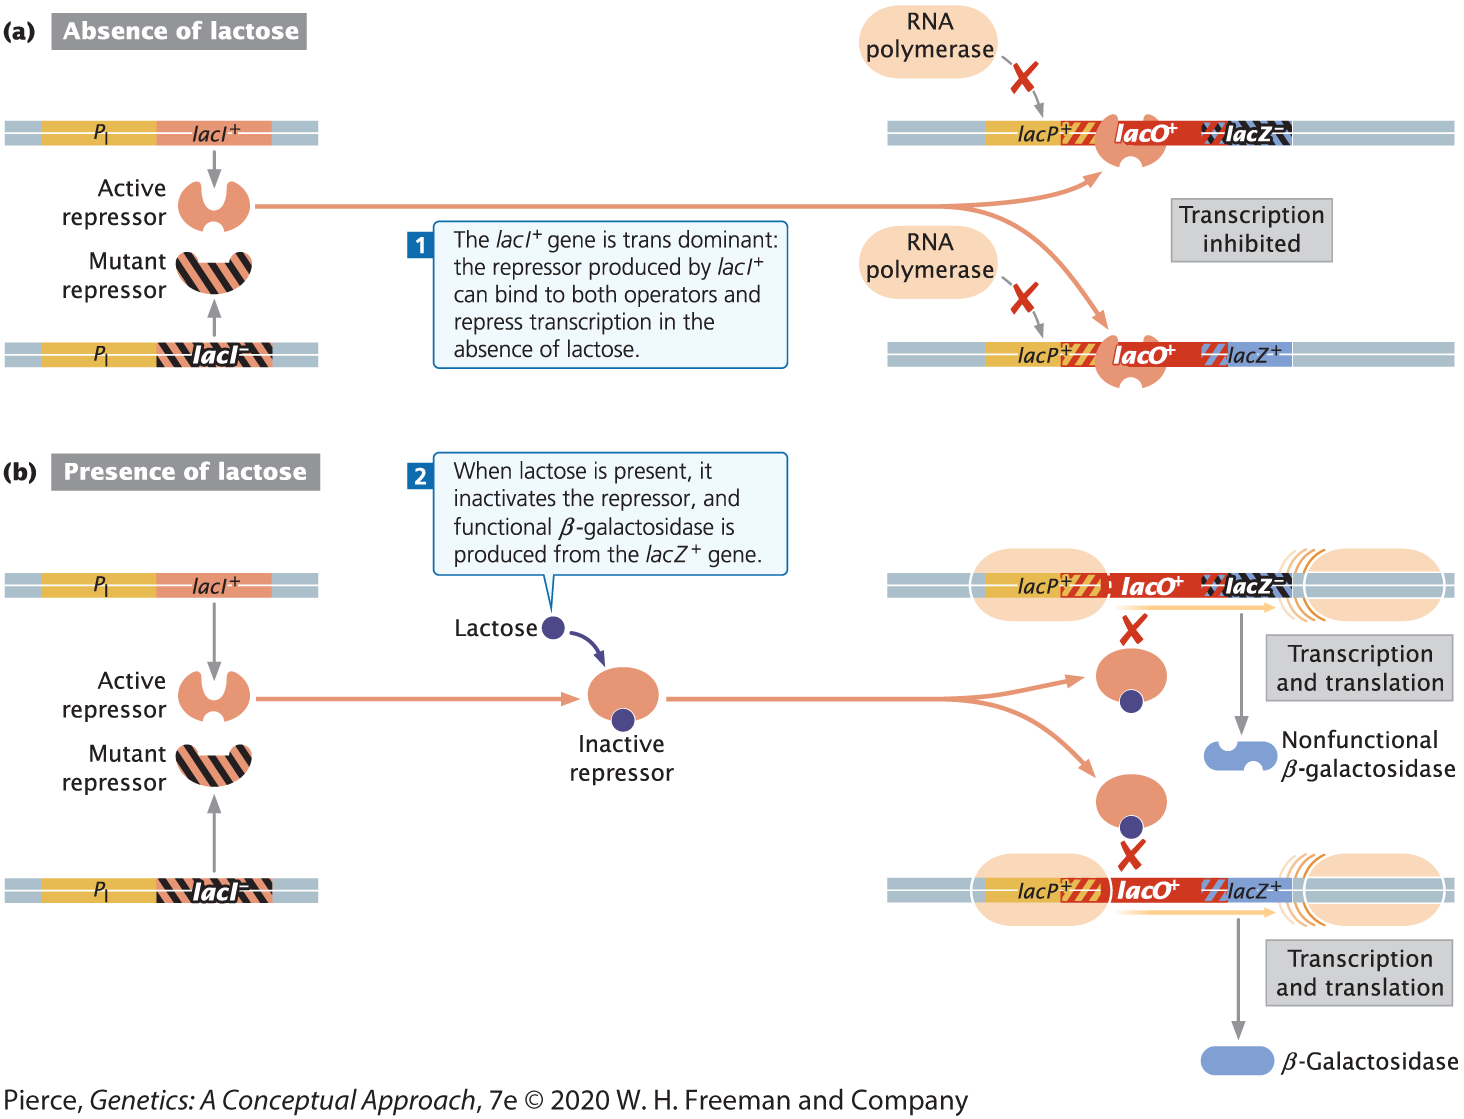 (a) Absence of lactose
RNA
polymerase
P_I lacI⁺
lacP⁺ lacO⁺ lacZ⁻
Active
repressor
Mutant
repressor
P_I lacI⁻
1 The lacI⁺ gene is trans dominant:
the repressor produced by lacI⁺
can bind to both operators and
repress transcription in the
absence of lactose.
Transcription
inhibited
RNA
polymerase
lacP⁺ lacO⁺ lacZ⁺
(b) Presence of lactose
2 When lactose is present, it
inactivates the repressor, and
functional β-galactosidase is
produced from the lacZ⁺ gene.
P_I lacI⁺
Lactose
Active
repressor
Mutant
repressor
Inactive
repressor
P_I lacI⁻
lacP⁺ lacO⁺ lacZ⁻
Transcription
and translation
Nonfunctional
β-galactosidase
lacP⁺ lacO⁺ lacZ⁺
Transcription
and translation
β-Galactosidase
Pierce, Genetics: A Conceptual Approach, 7e © 2020 W. H. Freeman and Company